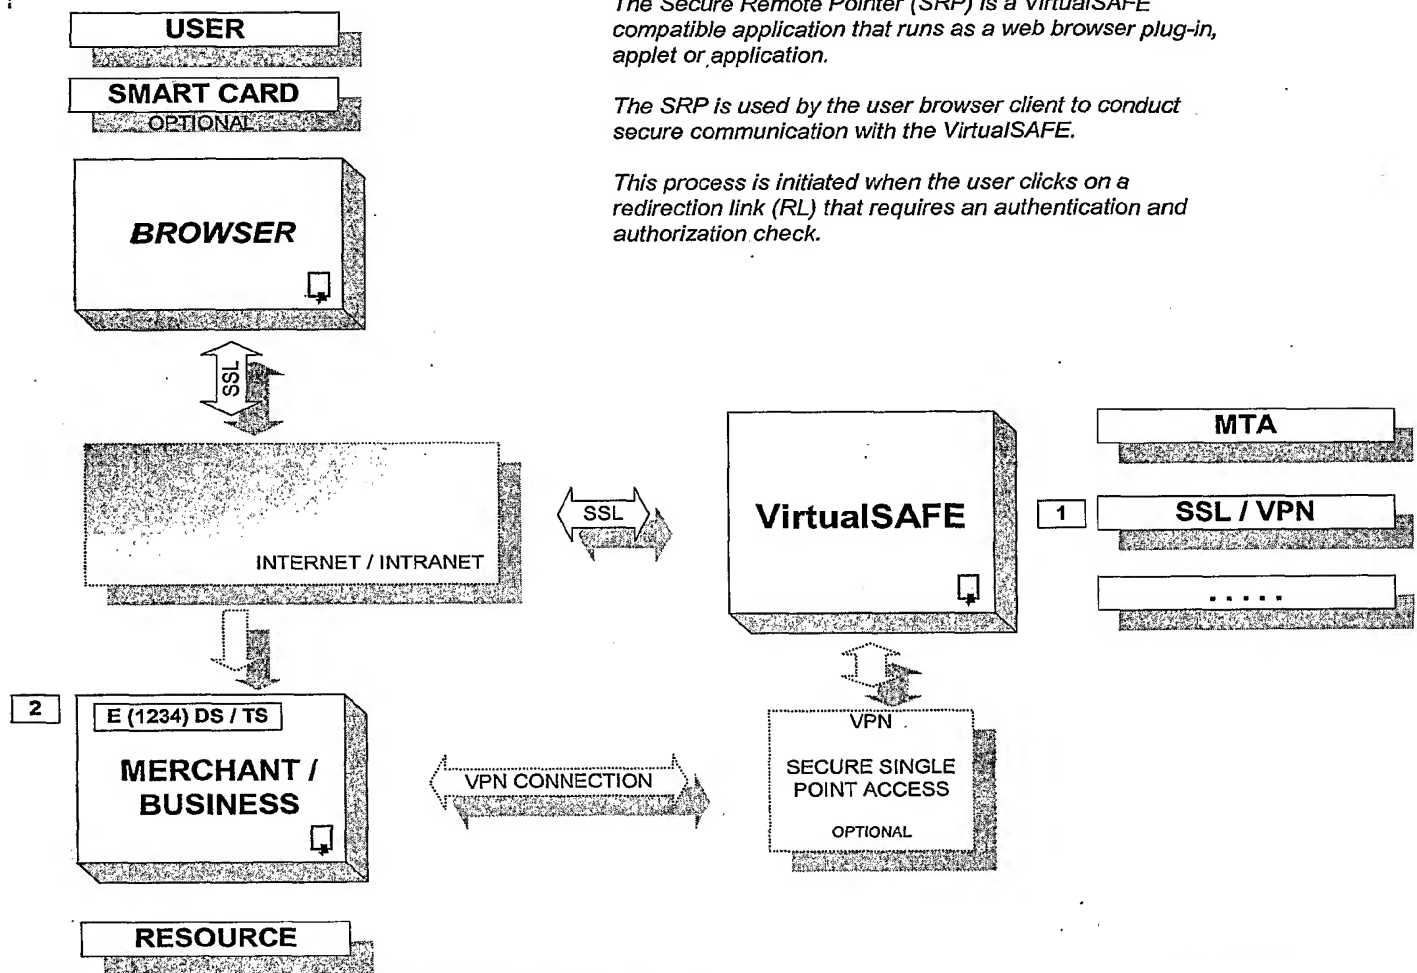 The Secure Remote Pointer (SRP) is a VirtualSAFE
compatible application that runs as a web browser plug-in,
applet or application.
The SRP is used by the user browser client to conduct
secure communication with the VirtualSAFE.
This process is initiated when the user clicks on a
redirection link (RL) that requires an authentication and
authorization check.
USER
SMART CARD
OPTIONAL
BROWSER
SSL
INTERNET / INTRANET
SSL
VirtualSAFE
1
MTA
SSL / VPN
.....
2
E (1234) DS / TS
MERCHANT /
BUSINESS
VPN CONNECTION
VPN
SECURE SINGLE
POINT ACCESS
OPTIONAL
RESOURCE